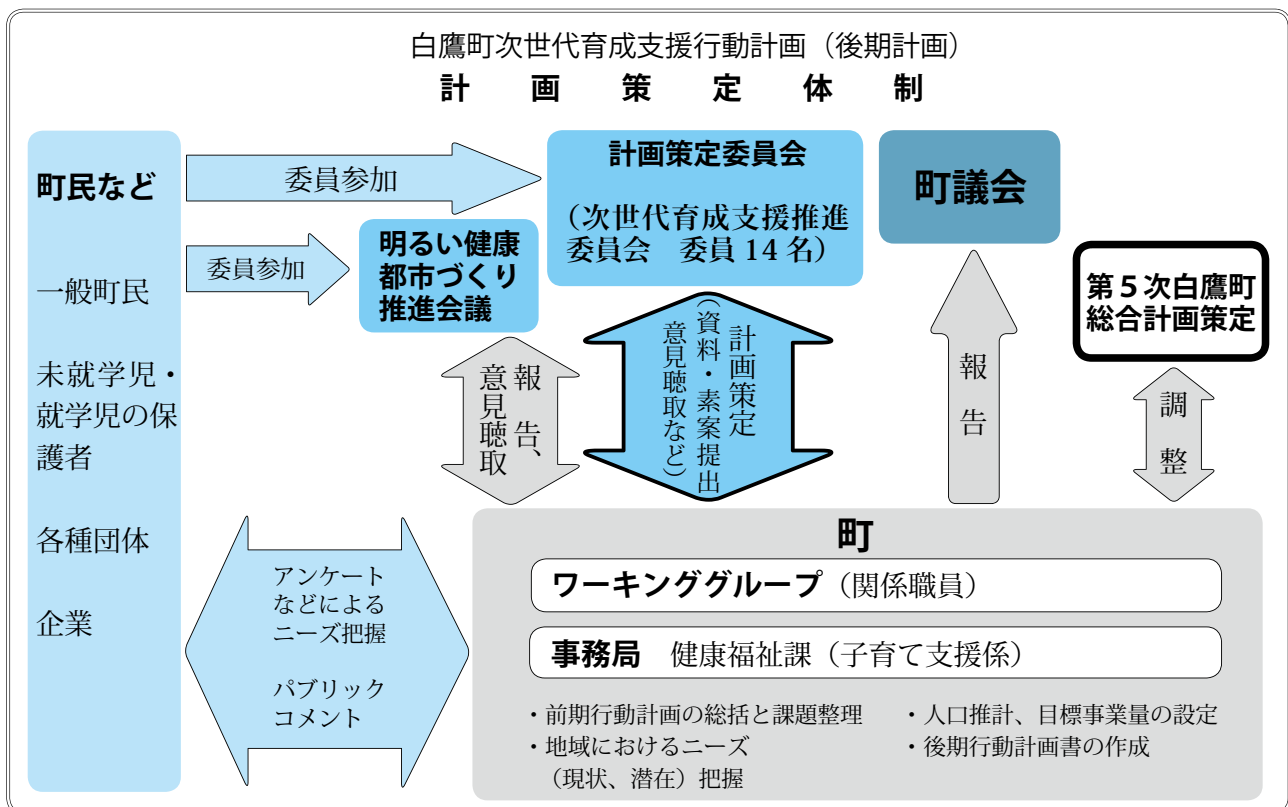 白鷹町次世代育成支援行動計画（後期計画）
計画策定体制
町民など
一般町民
未就学児・
就学児の保
護者
各種団体
企業
委員参加
委員参加
明るい健康
都市づくり
推進会議
計画策定委員会
（次世代育成支援推進
委員会　委員 14 名）
町議会
第５次白鷹町
総合計画策定
報告、
意見聴取
計画策定
（資料・素案提出
意見聴取など）
報告
調整
アンケート
などによる
ニーズ把握
パブリック
コメント
町
ワーキンググループ（関係職員）
事務局　健康福祉課（子育て支援係）
・前期行動計画の総括と課題整理
・地域におけるニーズ
（現状、潜在）把握
・人口推計、目標事業量の設定
・後期行動計画書の作成